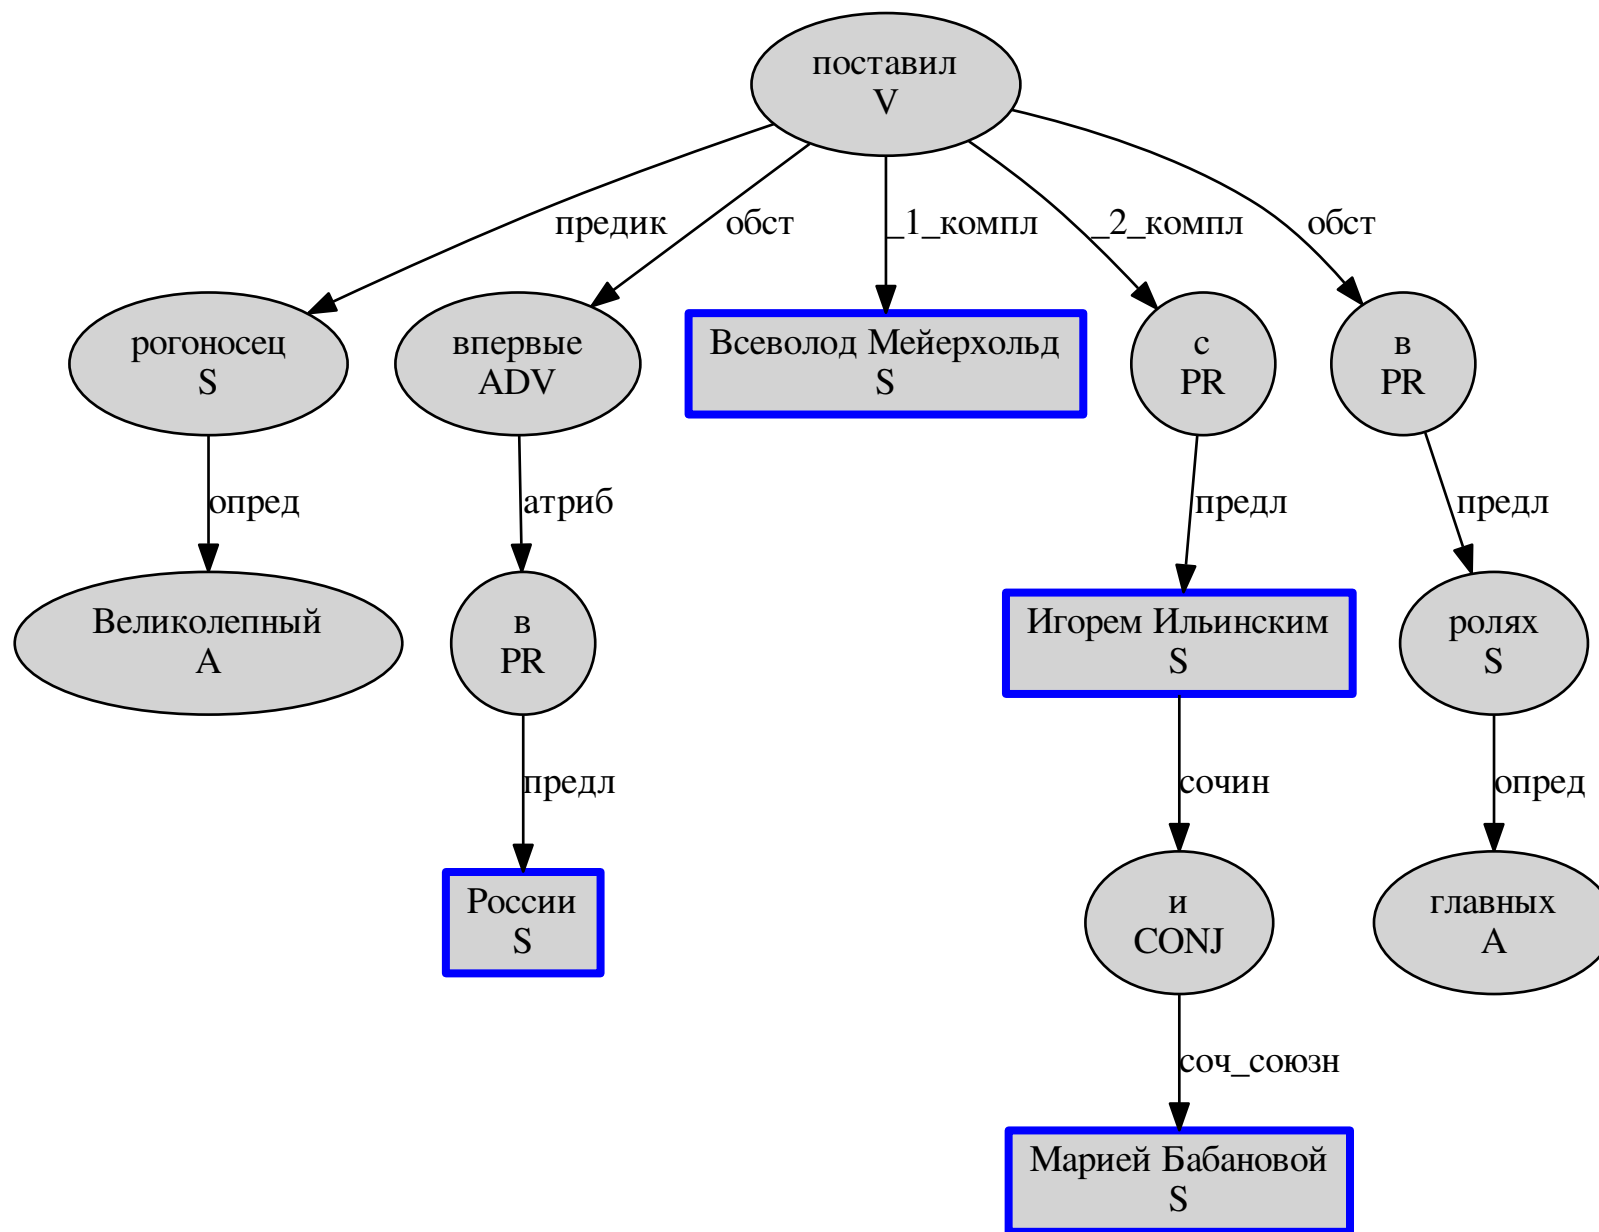 поставил
V
предик
обст
_1_компл
_2_компл
обст
рогоносец
S
впервые
ADV
Всеволод Мейерхольд
S
с
PR
в
PR
опред
атриб
предл
предл
Великолепный
A
в
PR
Игорем Ильинским
S
ролях
S
предл
сочин
опред
России
S
и
CONJ
главных
A
соч_союзн
Марией Бабановой
S